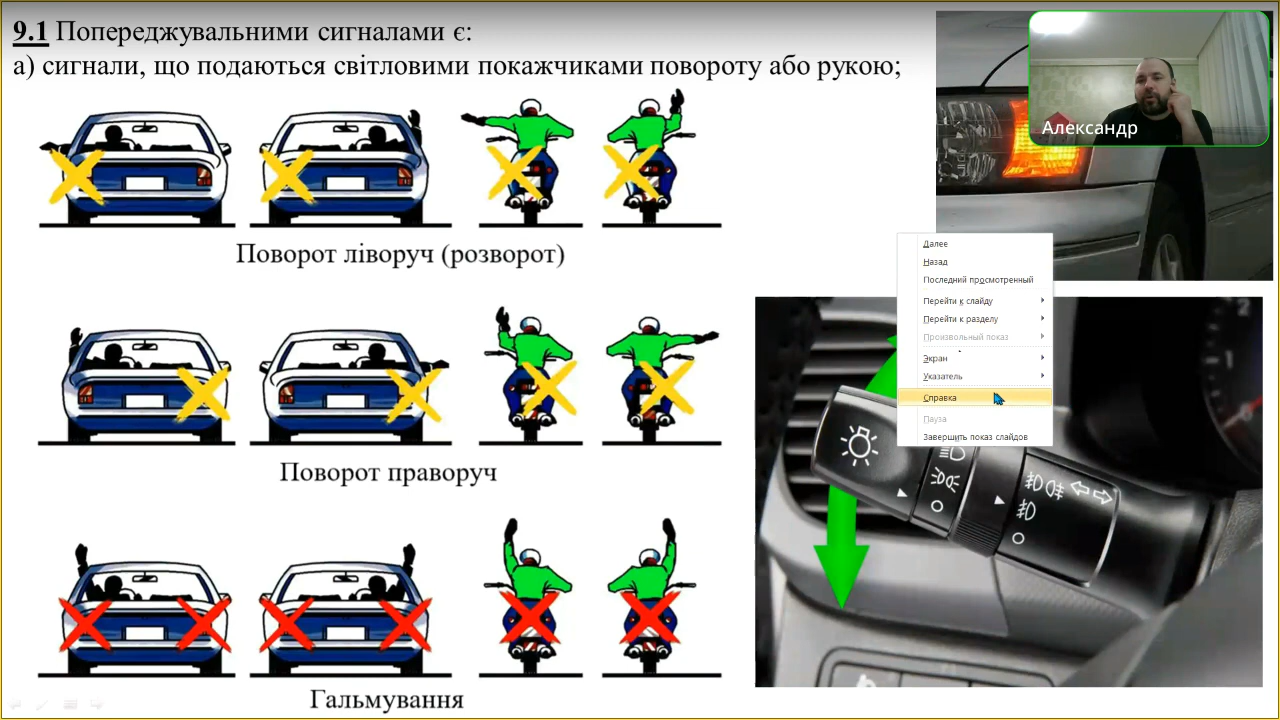 9.1 Попереджувальними сигналами є:
а) сигнали, що подаються світловими покажчиками повороту або рукою;
Александр
Поворот ліворуч (розворот)
Далее
Назад
Последний просмотренный
Перейти к слайду
Перейти к разделу
Произвольный показ
Экран
Указатель
Справка
Пауза
Завершить показ слайдов
Поворот праворуч
Гальмування